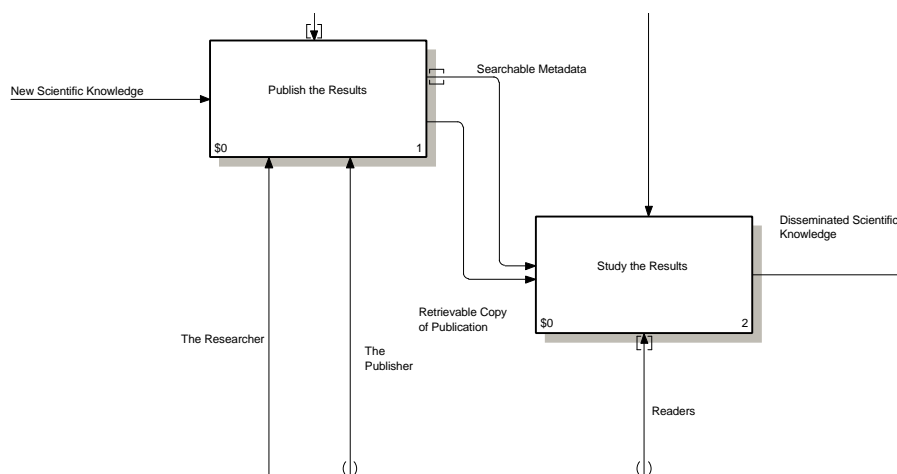 Searchable Metadata
New Scientific Knowledge
Publish the Results
$0
1
Disseminated Scientific
Knowledge
Study the Results
Retrievable Copy
of Publication
$0
2
The Researcher
The
Publisher
Readers